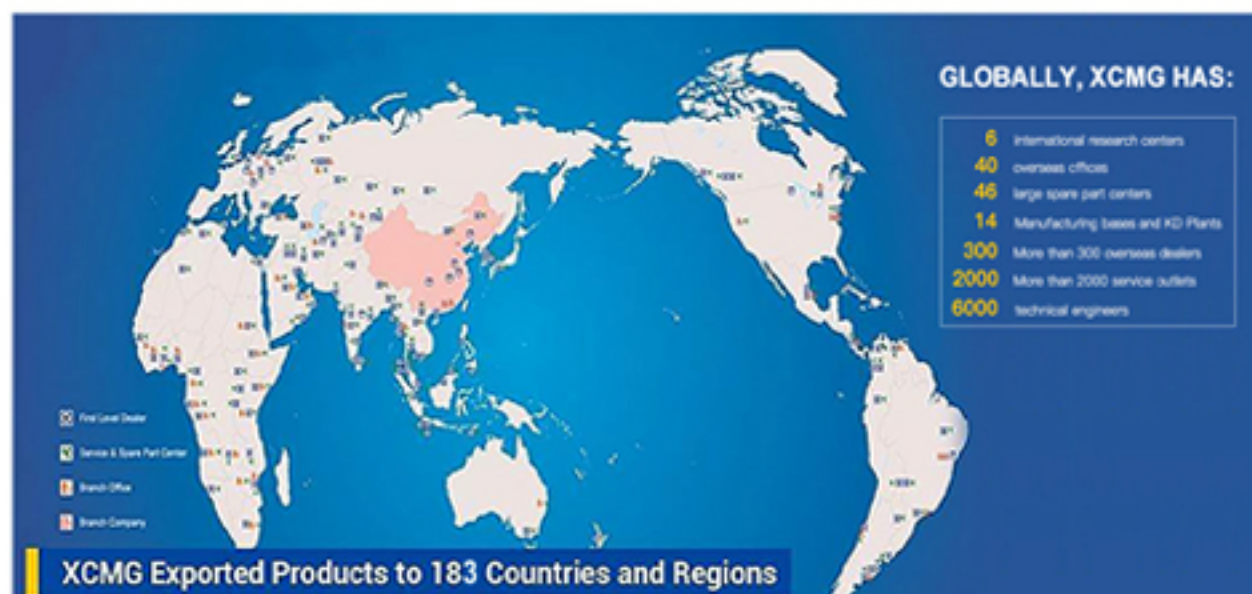 GLOBALLY, XCMG HAS:
6 international research centers
40 overseas offices
46 large spare part centers
14 Manufacturing bases and KD Plants
300 More than 300 overseas dealers
2000 More than 2000 service outlets
6000 technical engineers
First Level Dealer
Service & Spare Part Center
Branch Office
Branch Company
XCMG Exported Products to 183 Countries and Regions